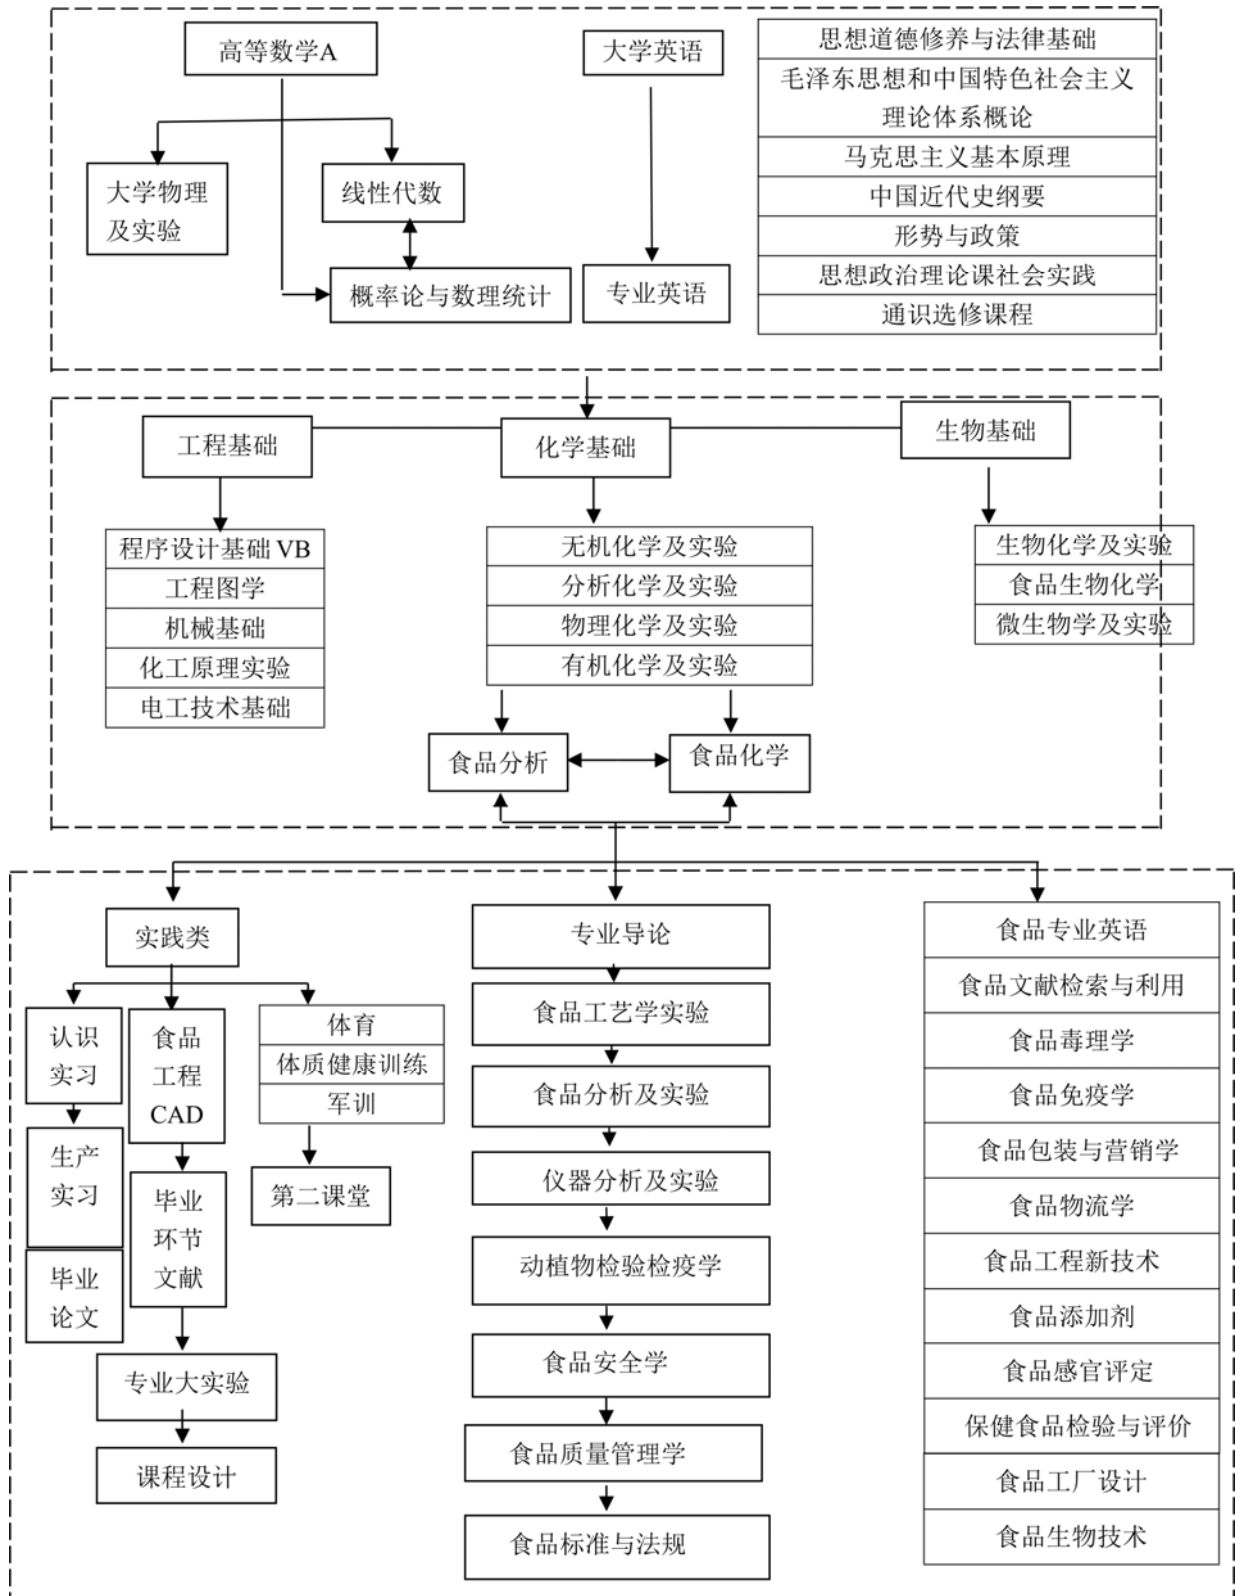 高等数学A
大学英语
思想道德修养与法律基础
毛泽东思想和中国特色社会主义
理论体系概论
马克思主义基本原理
中国近代史纲要
形势与政策
思想政治理论课社会实践
通识选修课程
大学物理
及实验
线性代数
概率论与数理统计
专业英语
工程基础
化学基础
生物基础
程序设计基础 VB
工程图学
机械基础
化工原理实验
电工技术基础
无机化学及实验
分析化学及实验
物理化学及实验
有机化学及实验
生物化学及实验
食品生物化学
微生物学及实验
食品分析
食品化学
实践类
认识
实习
生产
实习
毕业
论文
食品
工程
CAD
毕业
环节
文献
专业大实验
课程设计
体育
体质健康训练
军训
第二课堂
专业导论
食品工艺学实验
食品分析及实验
仪器分析及实验
动植物检验检疫学
食品安全学
食品质量管理学
食品标准与法规
食品专业英语
食品文献检索与利用
食品毒理学
食品免疫学
食品包装与营销学
食品物流学
食品工程新技术
食品添加剂
食品感官评定
保健食品检验与评价
食品工厂设计
食品生物技术